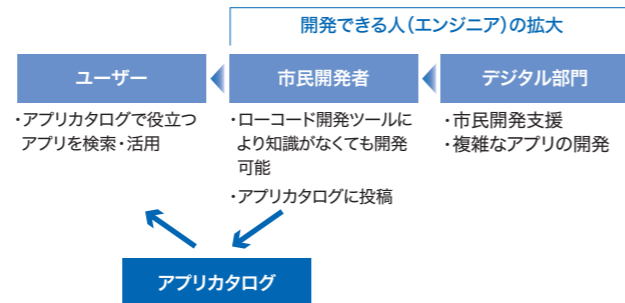 開発できる人（エンジニア）の拡大
ユーザー
市民開発者
デジタル部門
・アプリカタログで役立つ
アプリを検索・活用
・ローコード開発ツールに
より知識がなくても開発
可能
・アプリカタログに投稿
・市民開発支援
・複雑なアプリの開発
アプリカタログ